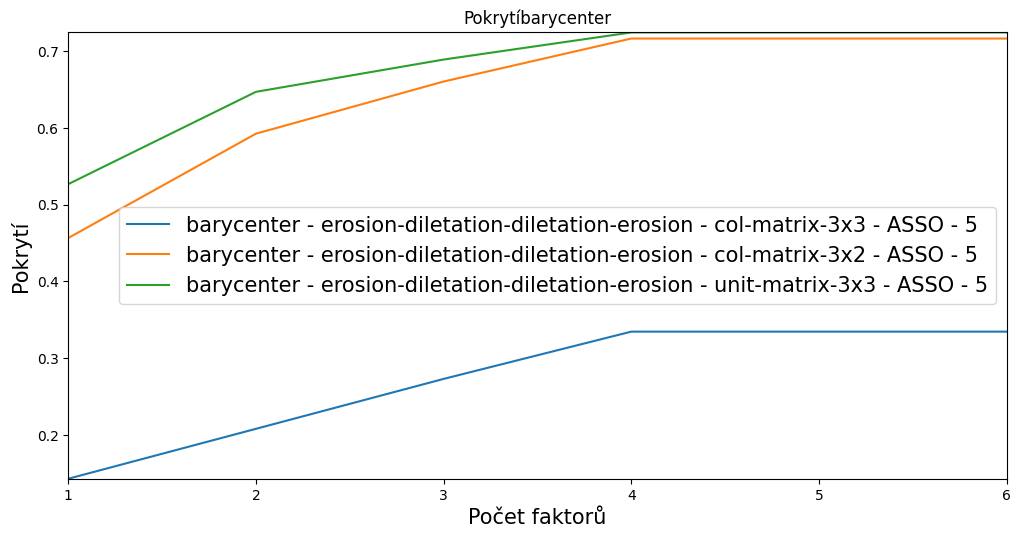 Pokrytíbarycenter
0.7
0.6
0.5
0.4
0.3
0.2
Pokrytí
barycenter - erosion-diletation-diletation-erosion - col-matrix-3x3 - ASSO - 5
barycenter - erosion-diletation-diletation-erosion - col-matrix-3x2 - ASSO - 5
barycenter - erosion-diletation-diletation-erosion - unit-matrix-3x3 - ASSO - 5
1 2 3 4 5 6
Počet faktorů